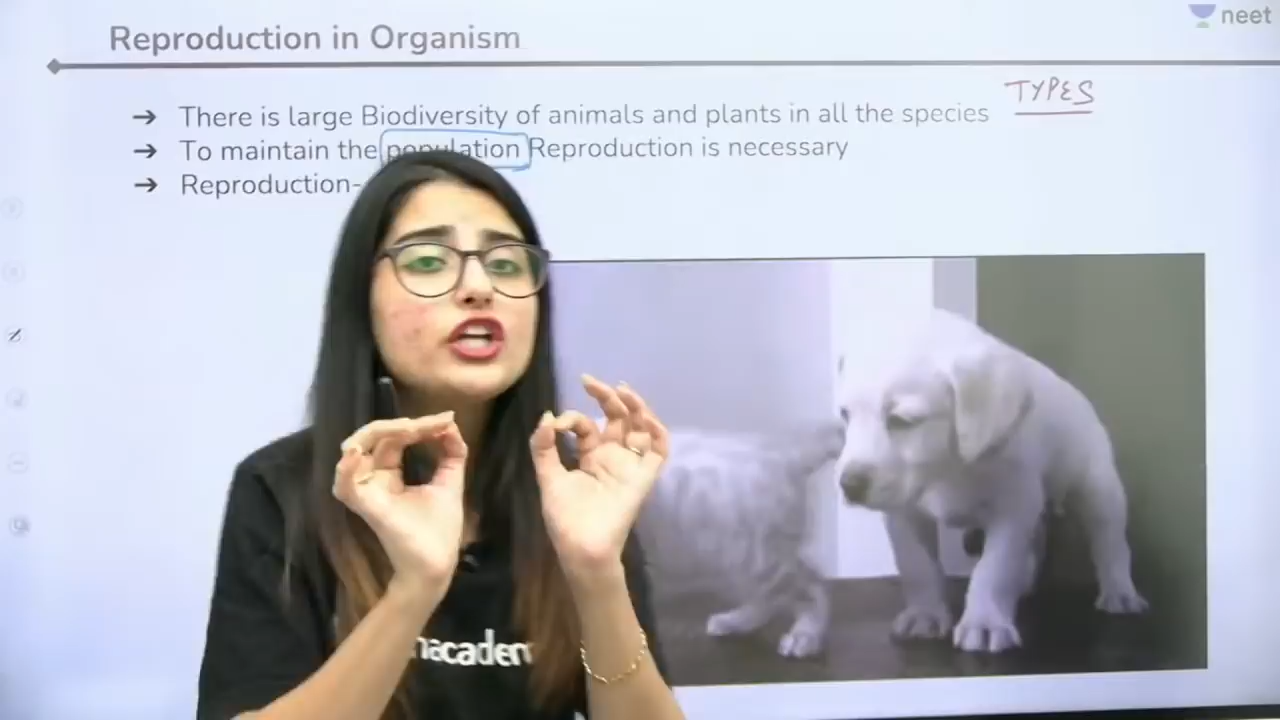 neet
Reproduction in Organism
TYPES
➔ There is large Biodiversity of animals and plants in all the species
➔ To maintain the population Reproduction is necessary
➔ Reproduction-
nacadem